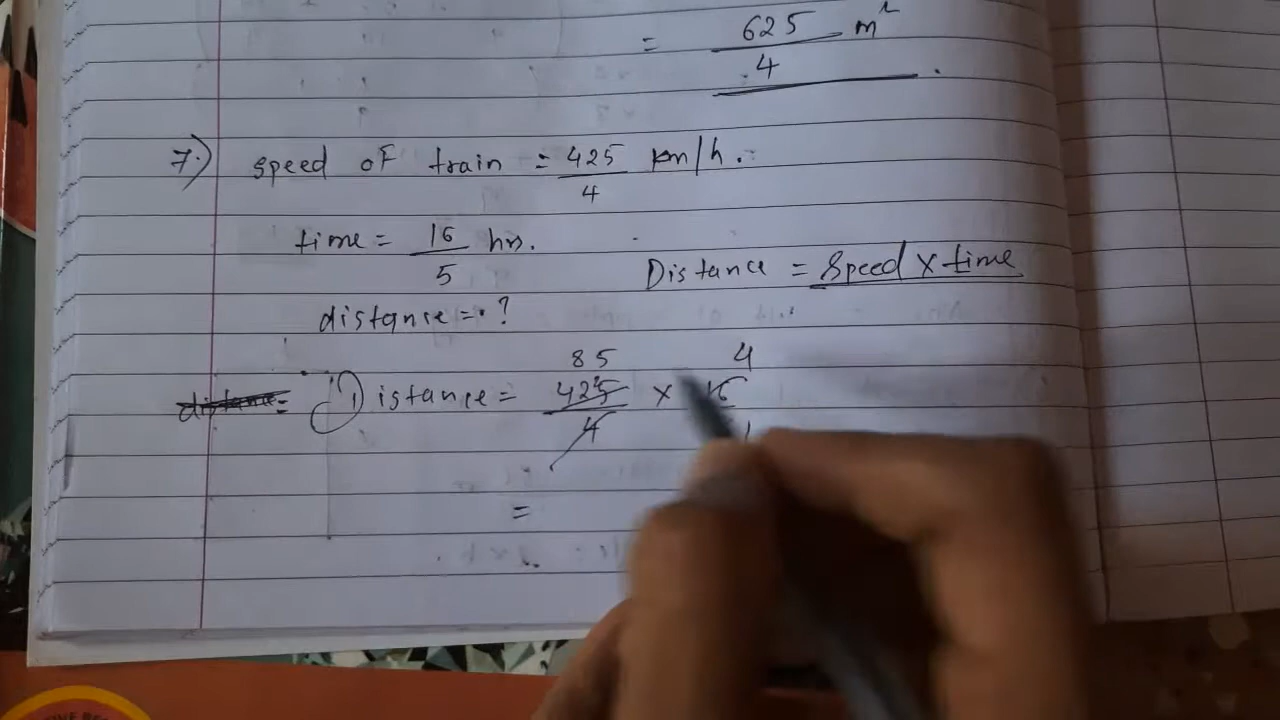 = 625 m²
4
7.) Speed of train = 425 km/h.
4
time = 16 hrs.
5
Distance = Speed x time
distance = ?
85 4
Distance = 425 x 16
4 1
=